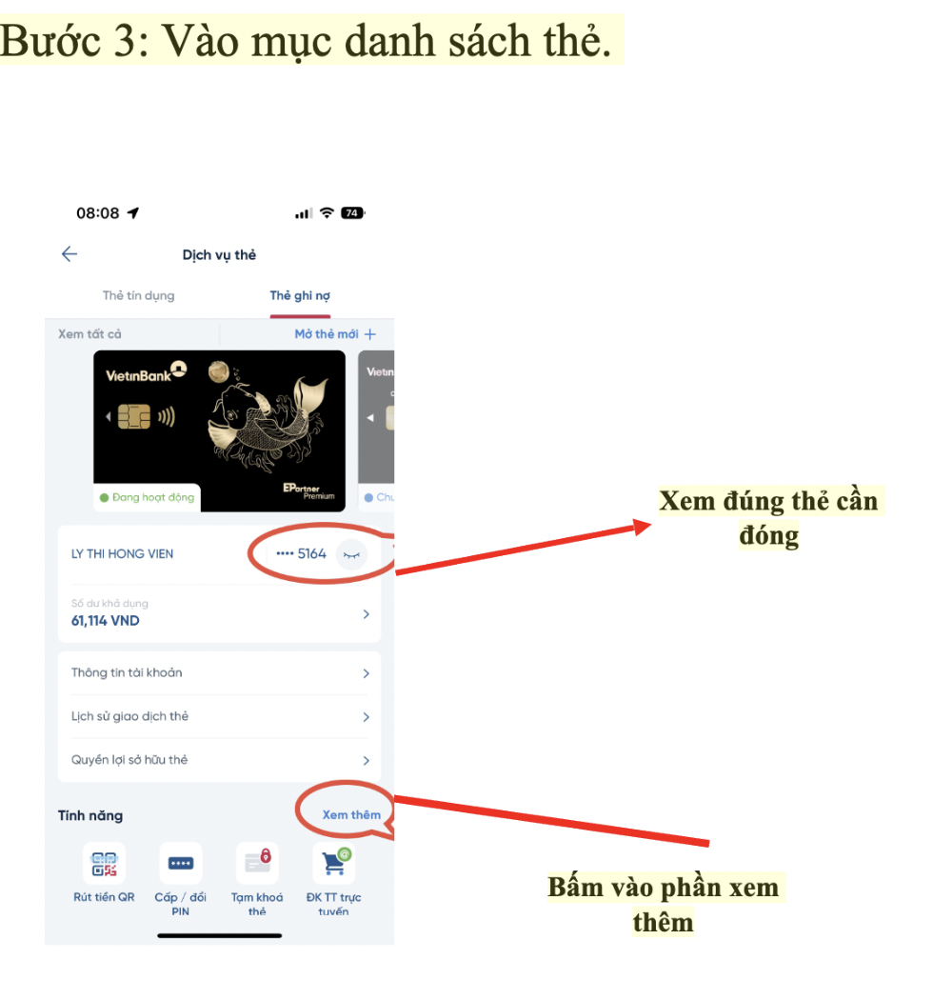 Bước 3: Vào mục danh sách thẻ.
08:08
74
Dịch vụ thẻ
Thẻ tín dụng
Thẻ ghi nợ
Xem tất cả
Mở thẻ mới +
VietinBank
Vietin
Đang hoạt động
EPartner
Premium
Chư
LY THI HONG VIEN
•••• 5164
Số dư khả dụng
61,114 VND
Thông tin tài khoản
Lịch sử giao dịch thẻ
Quyền lợi sở hữu thẻ
Tính năng
Xem thêm
Rút tiền QR
Cấp / đổi
PIN
Tạm khoá
thẻ
ĐK TT trực
tuyến
Xem đúng thẻ cần
đóng
Bấm vào phần xem
thêm